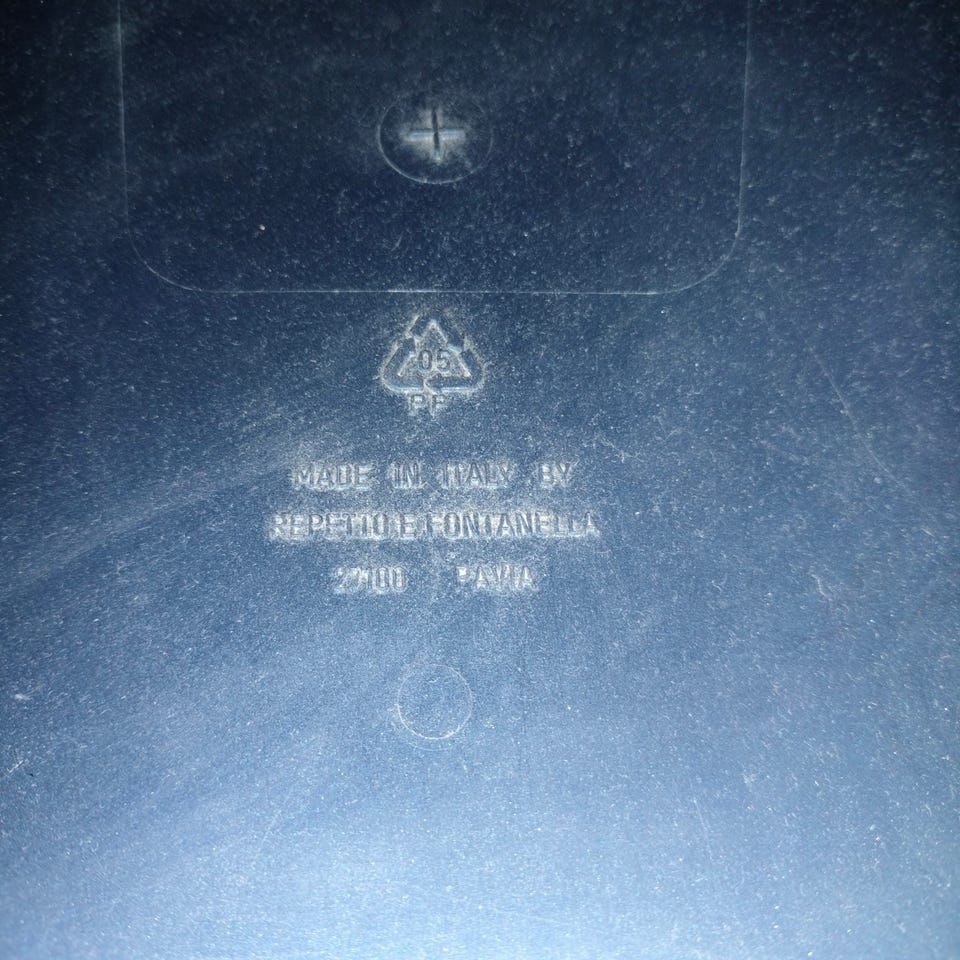 05
PP
MADE IN ITALY BY
REPETTO E FONTANELLA
27100 PAVIA